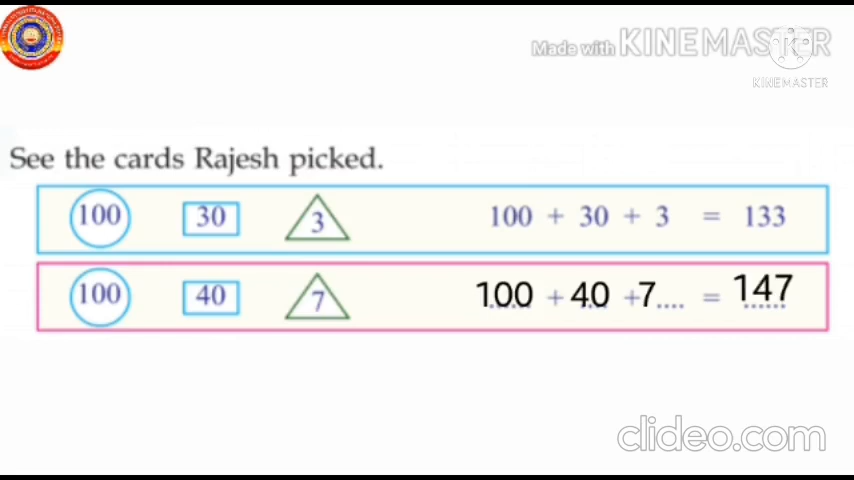 Made with KINEMASTER
KINEMASTER
See the cards Rajesh picked.
100 30 3 100 + 30 + 3 = 133
100 40 7 100 + 40 +7.... = 147
clideo.com